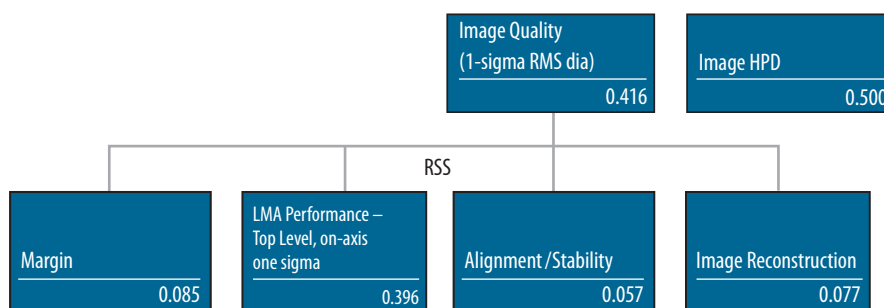 Image Quality
(1-sigma RMS dia)
0.416
Image HPD
0.500
RSS
Margin
0.085
LMA Performance –
Top Level, on-axis
one sigma
0.396
Alignment /Stability
0.057
Image Reconstruction
0.077